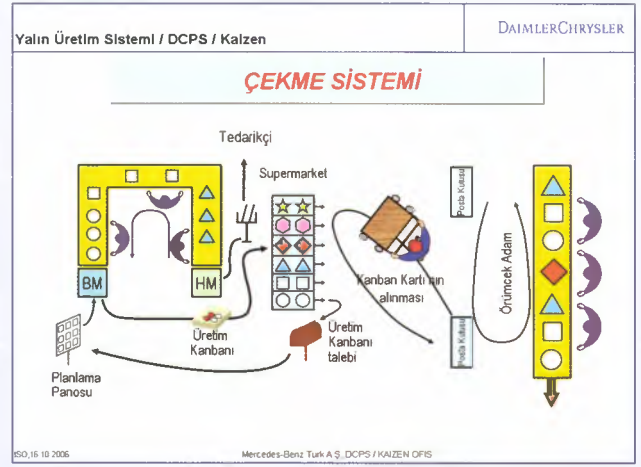 Yalın Üretim Sistemi / DCPS / Kaizen
DAIMLERCHRYSLER
ÇEKME SİSTEMİ
Tedarikçi
Supermarket
BM
HM
Üretim
Kanbanı
Planlama
Panosu
Üretim
Kanbanı
talebi
Kanban Kartı'nın
alınması
Posta Kutusu
Posta Kutusu
Örümcek Adam
ISO,16 10 2006
Mercedes-Benz Turk A Ş. DCPS / KAIZEN OFIS